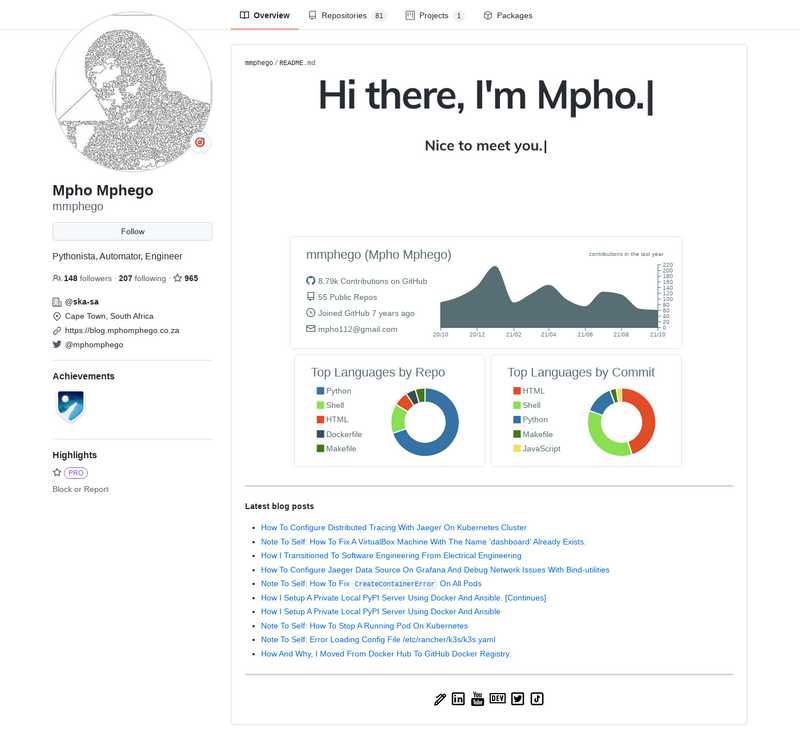 Overview
Repositories 81
Projects 1
Packages
Mpho Mphego
mmphego
Follow
Pythonista, Automator, Engineer
148 followers · 207 following · 965
@ska-sa
Cape Town, South Africa
https://blog.mphomphego.co.za
@mphomphego
Achievements
Highlights
PRO
Block or Report
mmphego / README.md
Hi there, I'm Mpho.|
Nice to meet you.|
mmphego (Mpho Mphego)
8.79k Contributions on GitHub
55 Public Repos
Joined GitHub 7 years ago
mpho112@gmail.com
contributions in the last year
220
200
180
160
140
120
100
80
60
40
20
0
20/10 20/12 21/02 21/04 21/06 21/08 21/10
Top Languages by Repo
Python
Shell
HTML
Dockerfile
Makefile
Top Languages by Commit
HTML
Shell
Python
Makefile
JavaScript
Latest blog posts
How To Configure Distributed Tracing With Jaeger On Kubernetes Cluster
Note To Self: How To Fix A VirtualBox Machine With The Name 'dashboard' Already Exists.
How I Transitioned To Software Engineering From Electrical Engineering
How To Configure Jaeger Data Source On Grafana And Debug Network Issues With Bind-utilities
Note To Self: How To Fix CreateContainerError On All Pods
How I Setup A Private Local PyPI Server Using Docker And Ansible. [Continues]
How I Setup A Private Local PyPI Server Using Docker And Ansible
Note To Self: How To Stop A Running Pod On Kubernetes
Note To Self: Error Loading Config File /etc/rancher/k3s/k3s.yaml
How And Why, I Moved From Docker Hub To GitHub Docker Registry.
in You Tube DEV